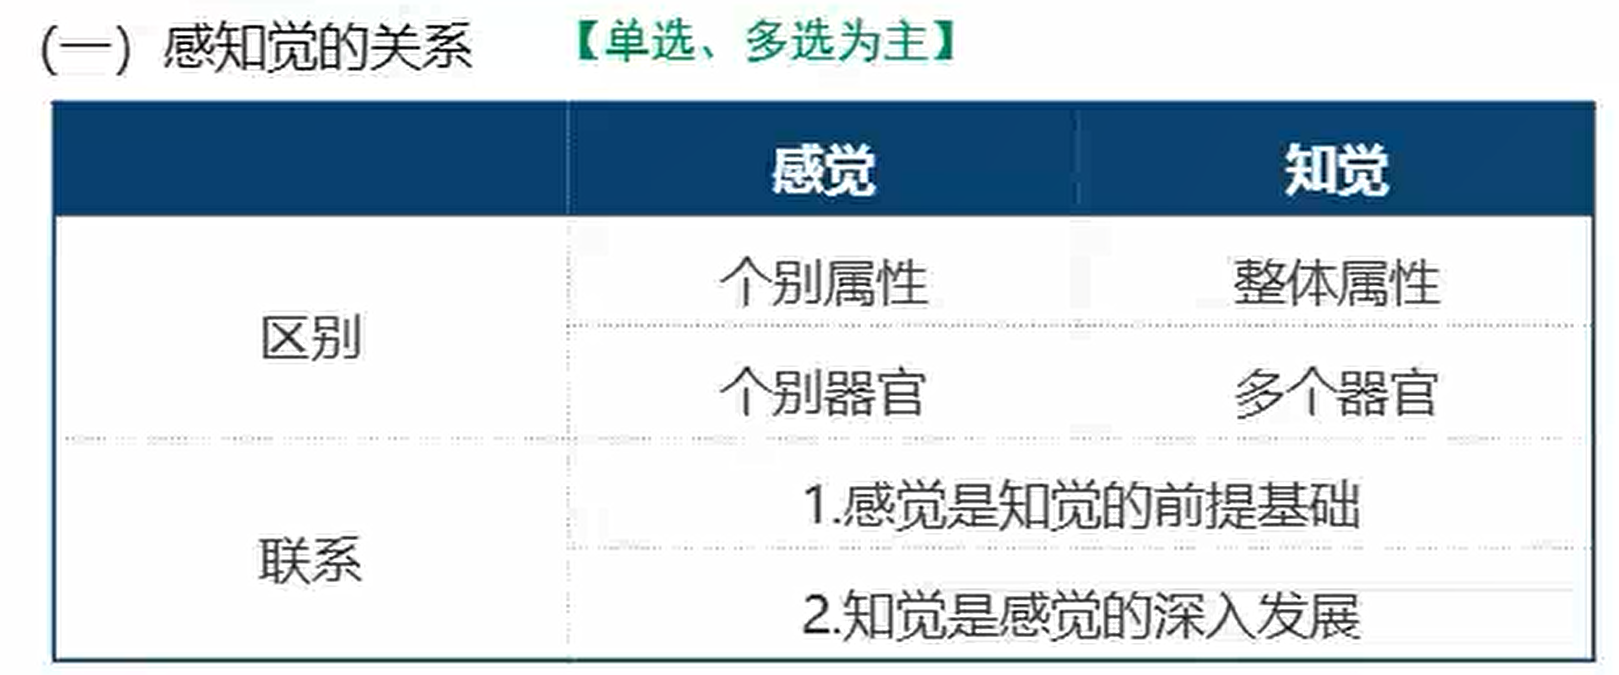 (一) 感知觉的关系 【单选、多选为主】
感觉 知觉
区别 个别属性 整体属性
个别器官 多个器官
联系 1.感觉是知觉的前提基础
2.知觉是感觉的深入发展